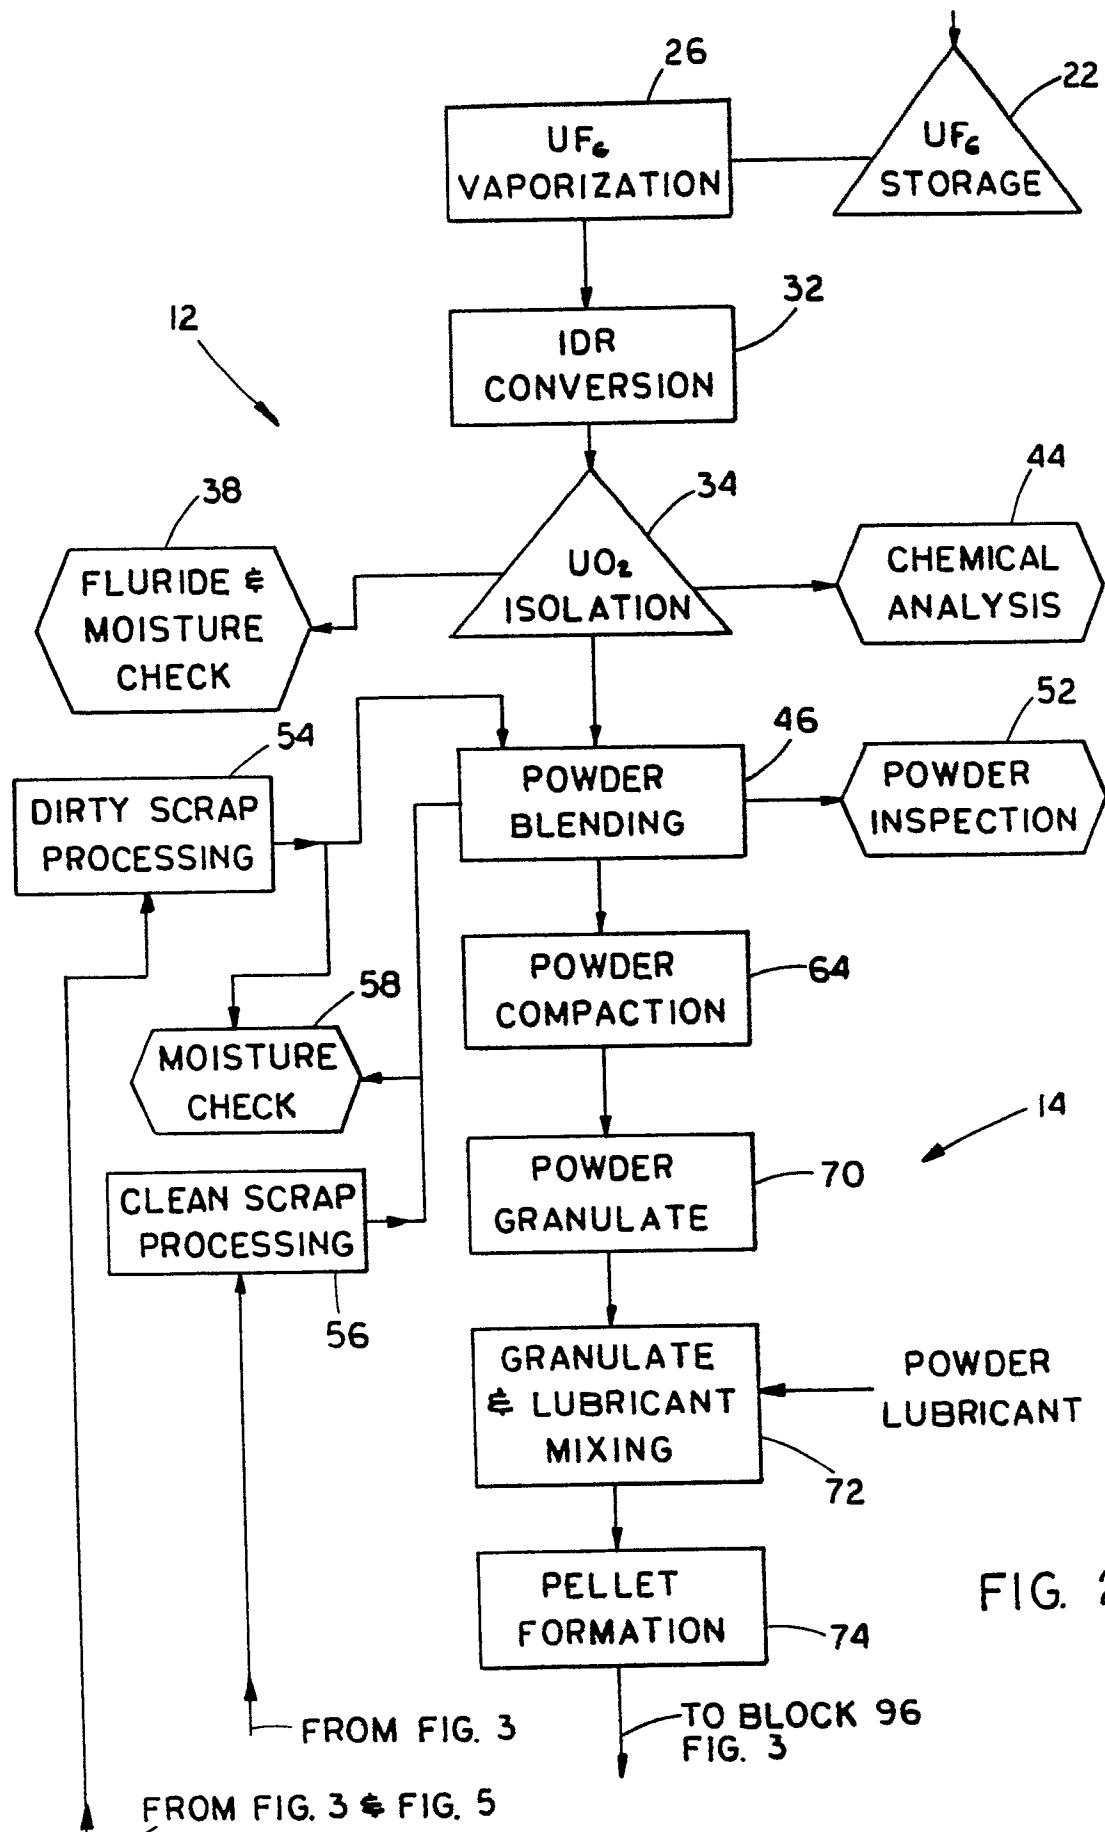 26
22
UF₆
VAPORIZATION
UF₆
STORAGE
32
12
IDR
CONVERSION
38
34
44
FLURIDE &
MOISTURE
CHECK
UO₂
ISOLATION
CHEMICAL
ANALYSIS
54
46
52
DIRTY SCRAP
PROCESSING
POWDER
BLENDING
POWDER
INSPECTION
58
POWDER
COMPACTION
64
MOISTURE
CHECK
14
CLEAN SCRAP
PROCESSING
56
POWDER
GRANULATE
70
GRANULATE
& LUBRICANT
MIXING
72
POWDER
LUBRICANT
PELLET
FORMATION
74
FIG. 2
FROM FIG. 3
TO BLOCK 96
FIG. 3
FROM FIG. 3 & FIG. 5